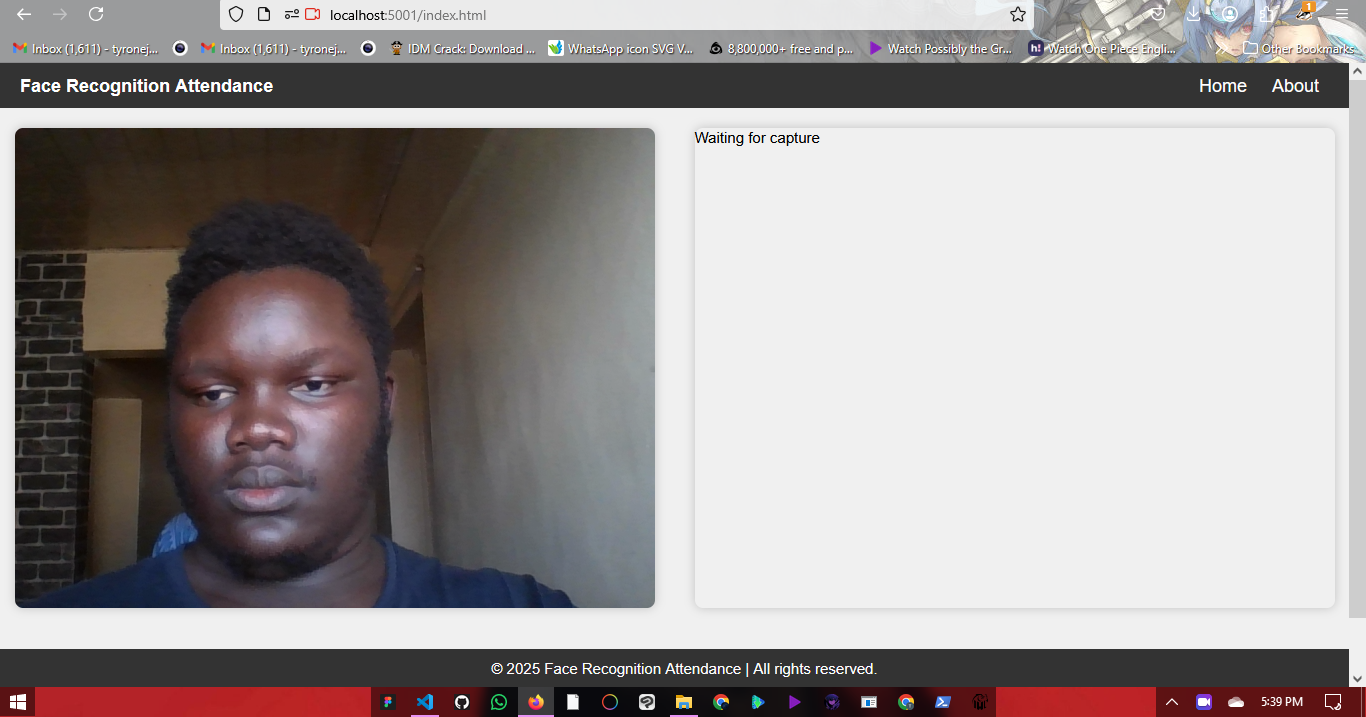 localhost:5001/index.html
Inbox (1,611) - tyronej...
Inbox (1,611) - tyronej...
IDM Crack: Download ...
WhatsApp icon SVG V...
8,800,000+ free and p...
Watch Possibly the Gr...
h!
Watch One Piece Engli...
Other Bookmarks
1
Face Recognition Attendance
Home
About
Waiting for capture
© 2025 Face Recognition Attendance | All rights reserved.
5:39 PM